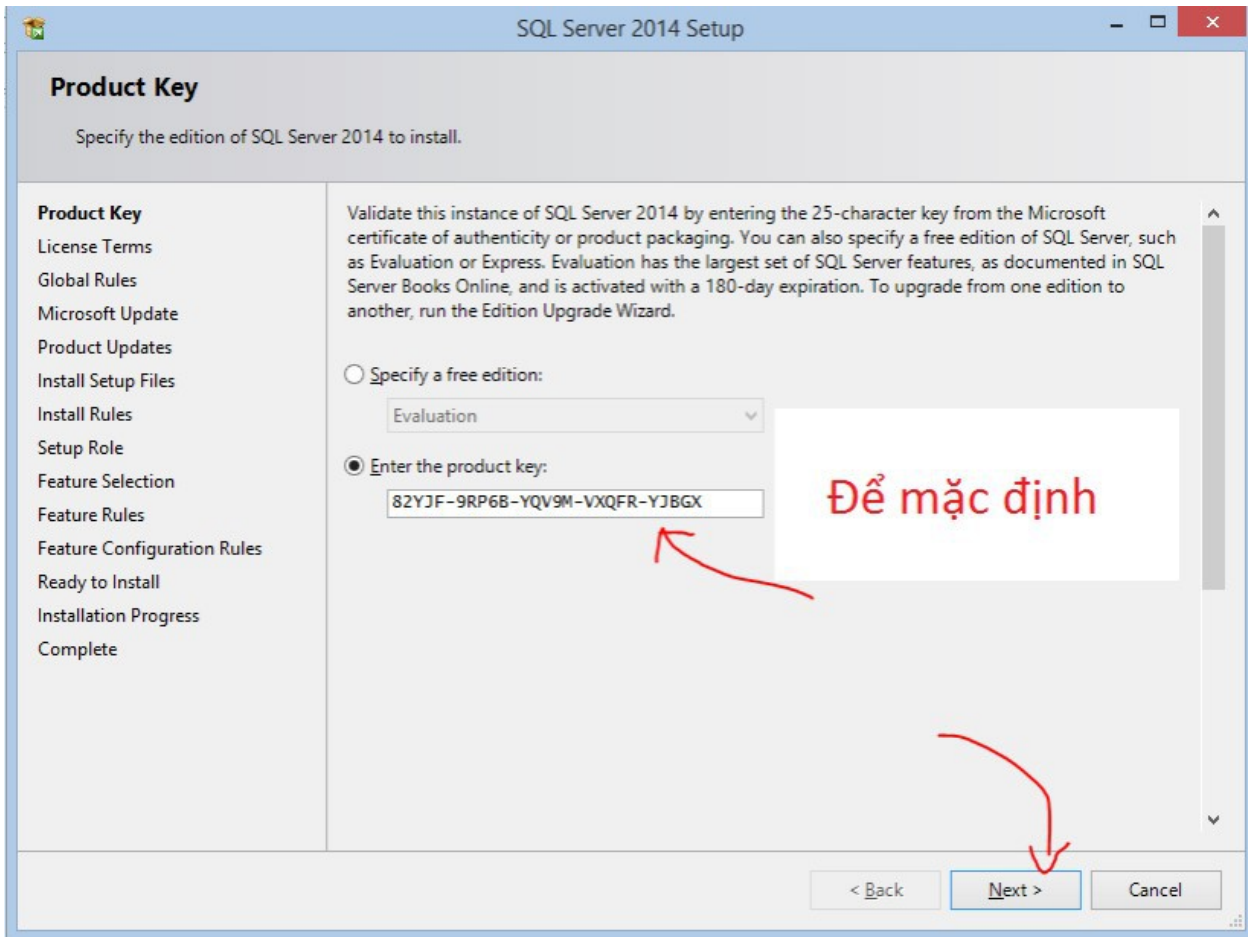 SQL Server 2014 Setup
Product Key
Specify the edition of SQL Server 2014 to install.
Product Key
License Terms
Global Rules
Microsoft Update
Product Updates
Install Setup Files
Install Rules
Setup Role
Feature Selection
Feature Rules
Feature Configuration Rules
Ready to Install
Installation Progress
Complete
Validate this instance of SQL Server 2014 by entering the 25-character key from the Microsoft
certificate of authenticity or product packaging. You can also specify a free edition of SQL Server, such
as Evaluation or Express. Evaluation has the largest set of SQL Server features, as documented in SQL
Server Books Online, and is activated with a 180-day expiration. To upgrade from one edition to
another, run the Edition Upgrade Wizard.
Specify a free edition:
Evaluation
Enter the product key:
82YJF-9RP6B-YQV9M-VXQFR-YJBGX
Để mặc định
< Back
Next >
Cancel